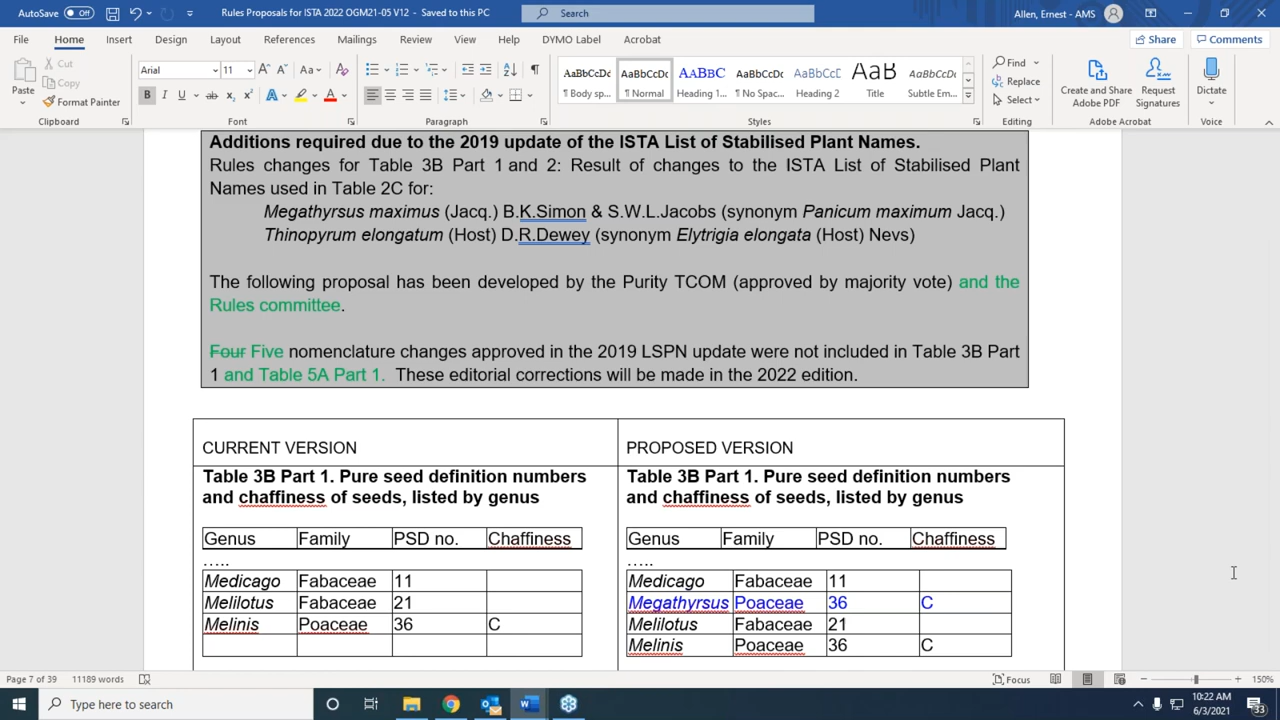 AutoSave Off Rules Proposals for ISTA 2022 OGM21-05 V12 - Saved to this PC Search Allen, Ernest - AMS
File Home Insert Design Layout References Mailings Review View Help DYMO Label Acrobat Share Comments
Paste Cut Copy Format Painter
Clipboard
Arial 11 Aa
B I U ab x₂ x² A A
Font
Paragraph
AaBbCcDc AaBbCcDc AaBbC AaBbCcDc AaBbCcD AaB AaBbCcD
¶ Body sp... ¶ Normal Heading 1... ¶ No Spac... Heading 2 Title Subtle Em...
Styles
Find Replace Select
Editing
Create and Share Adobe PDF Request Signatures
Adobe Acrobat
Dictate
Voice
Additions required due to the 2019 update of the ISTA List of Stabilised Plant Names.
Rules changes for Table 3B Part 1 and 2: Result of changes to the ISTA List of Stabilised Plant
Names used in Table 2C for:
Megathyrsus maximus (Jacq.) B.K.Simon & S.W.L.Jacobs (synonym Panicum maximum Jacq.)
Thinopyrum elongatum (Host) D.R.Dewey (synonym Elytrigia elongata (Host) Nevs)
The following proposal has been developed by the Purity TCOM (approved by majority vote) and the
Rules committee.
Four Five nomenclature changes approved in the 2019 LSPN update were not included in Table 3B Part
1 and Table 5A Part 1. These editorial corrections will be made in the 2022 edition.
CURRENT VERSION
Table 3B Part 1. Pure seed definition numbers
and chaffiness of seeds, listed by genus
Genus Family PSD no. Chaffiness
.....
Medicago Fabaceae 11
Melilotus Fabaceae 21
Melinis Poaceae 36 C
PROPOSED VERSION
Table 3B Part 1. Pure seed definition numbers
and chaffiness of seeds, listed by genus
Genus Family PSD no. Chaffiness
.....
Medicago Fabaceae 11
Megathyrsus Poaceae 36 C
Melilotus Fabaceae 21
Melinis Poaceae 36 C
Page 7 of 39 11189 words Focus 150%
Type here to search 10:22 AM
6/3/2021 33